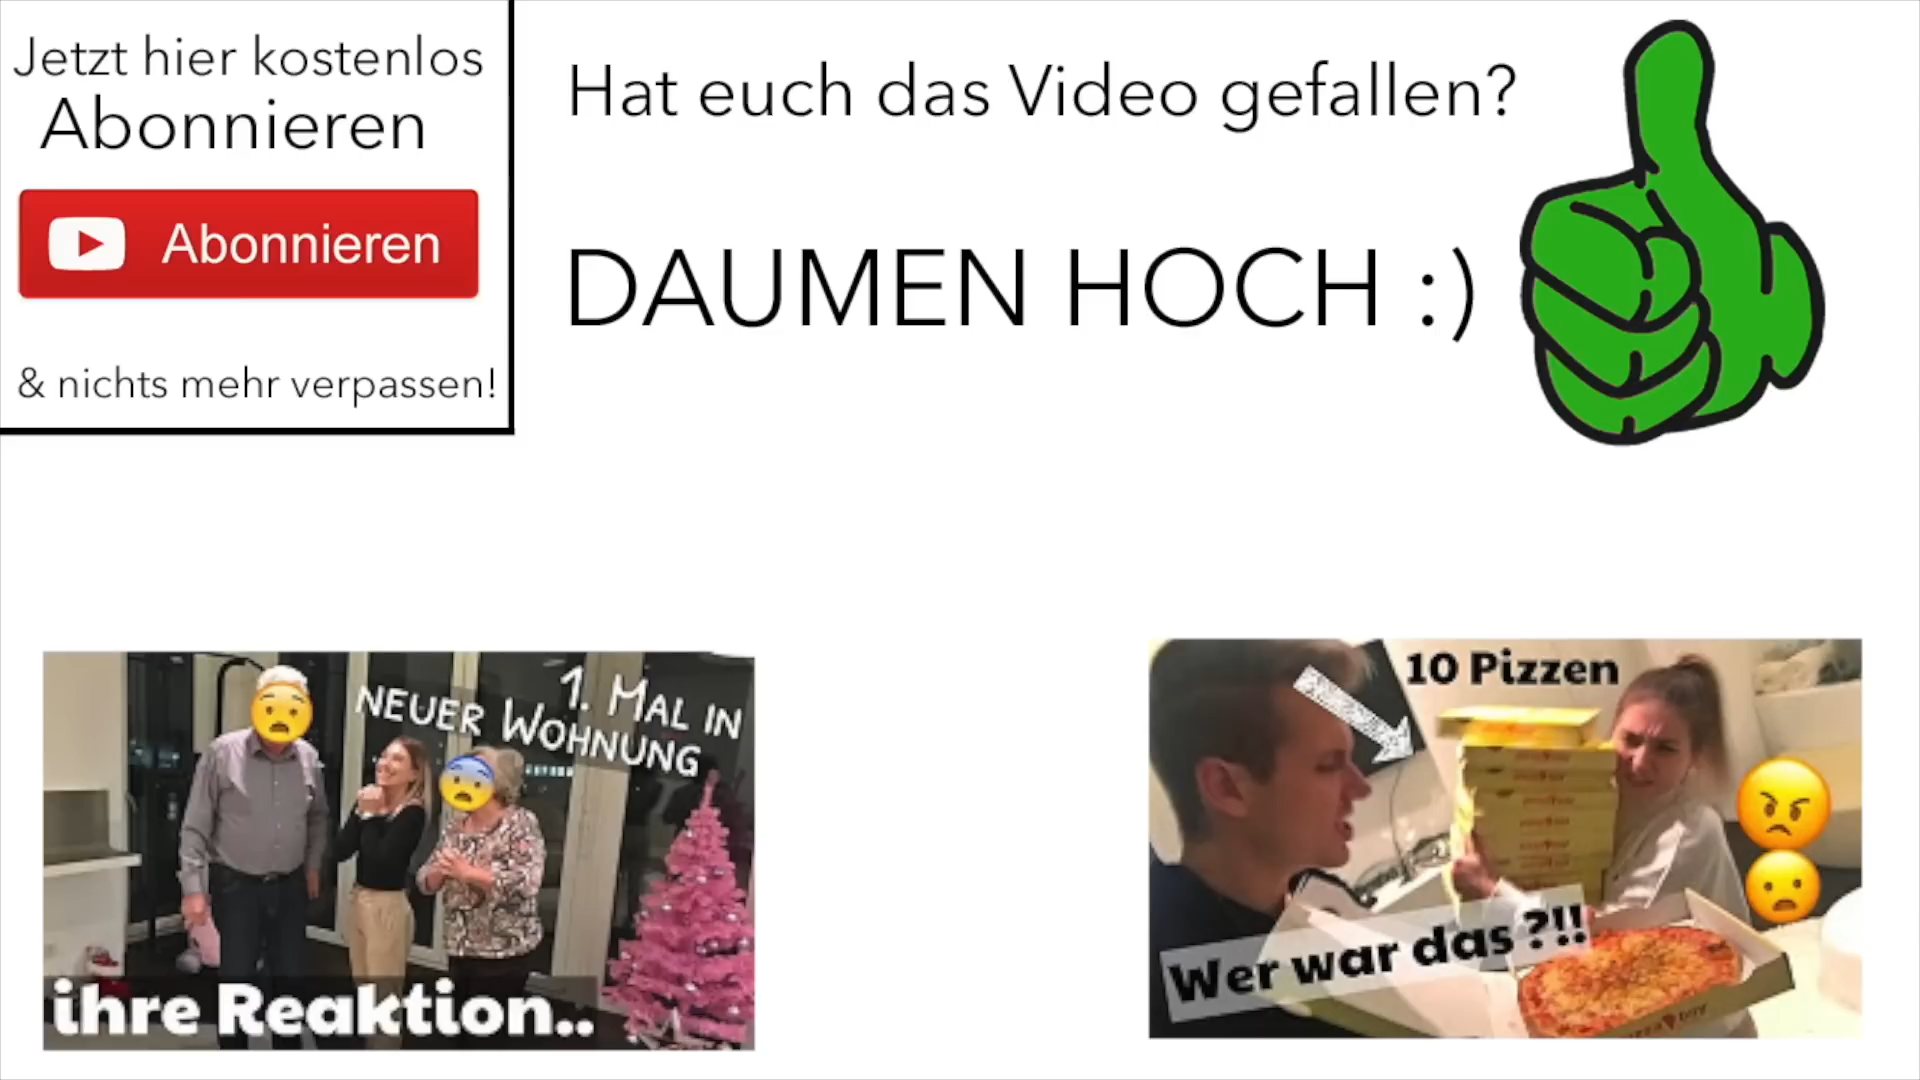 Jetzt hier kostenlos
Abonnieren
Abonnieren
& nichts mehr verpassen!
Hat euch das Video gefallen?
DAUMEN HOCH :)
1. MAL IN
NEUER WOHNUNG
ihre Reaktion..
10 Pizzen
Wer war das ?!!